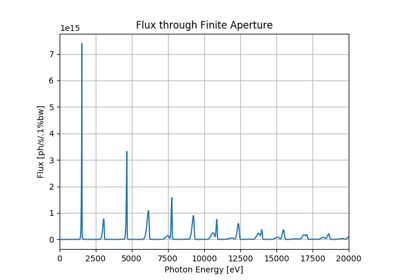 Flux through Finite Aperture
1e15
7
6
5
4
3
2
1
0
Flux [ph/s/.1%bw]
0 2500 5000 7500 10000 12500 15000 17500 20000
Photon Energy [eV]